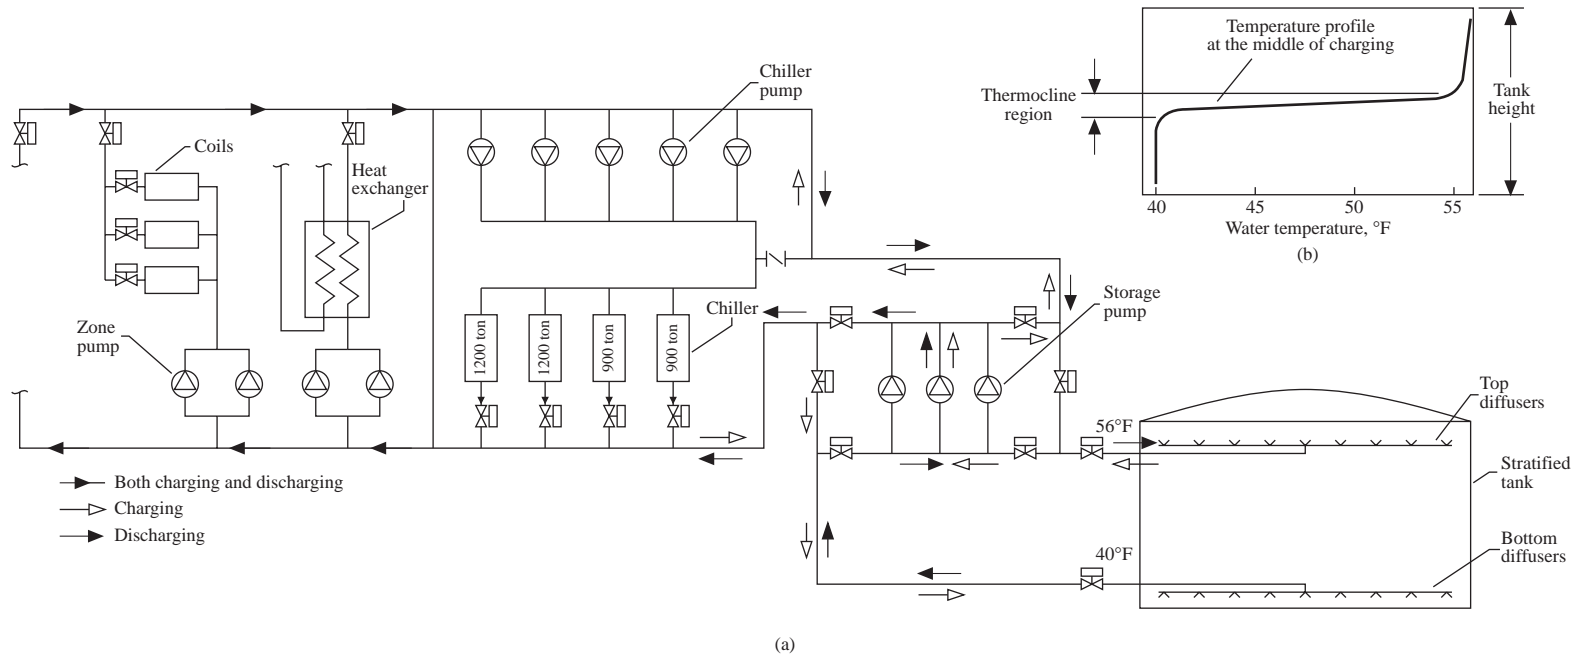 Chiller
pump
Coils
Heat
exchanger
Zone
pump
1200 ton
1200 ton
900 ton
900 ton
Chiller
Storage
pump
56°F
40°F
Top
diffusers
Stratified
tank
Bottom
diffusers
Both charging and discharging
Charging
Discharging
(a)
Temperature profile
at the middle of charging
Thermocline
region
Tank
height
40
45
50
55
Water temperature, °F
(b)